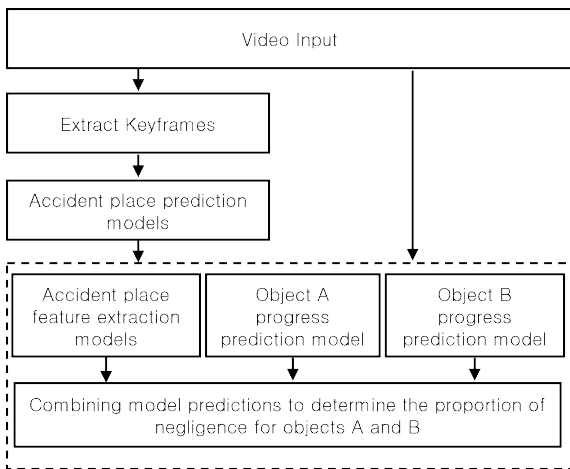 Video Input
Extract Keyframes
Accident place prediction
models
Accident place
feature extraction
models
Object A
progress
prediction model
Object B
progress
prediction model
Combining model predictions to determine the proportion of
negligence for objects A and B